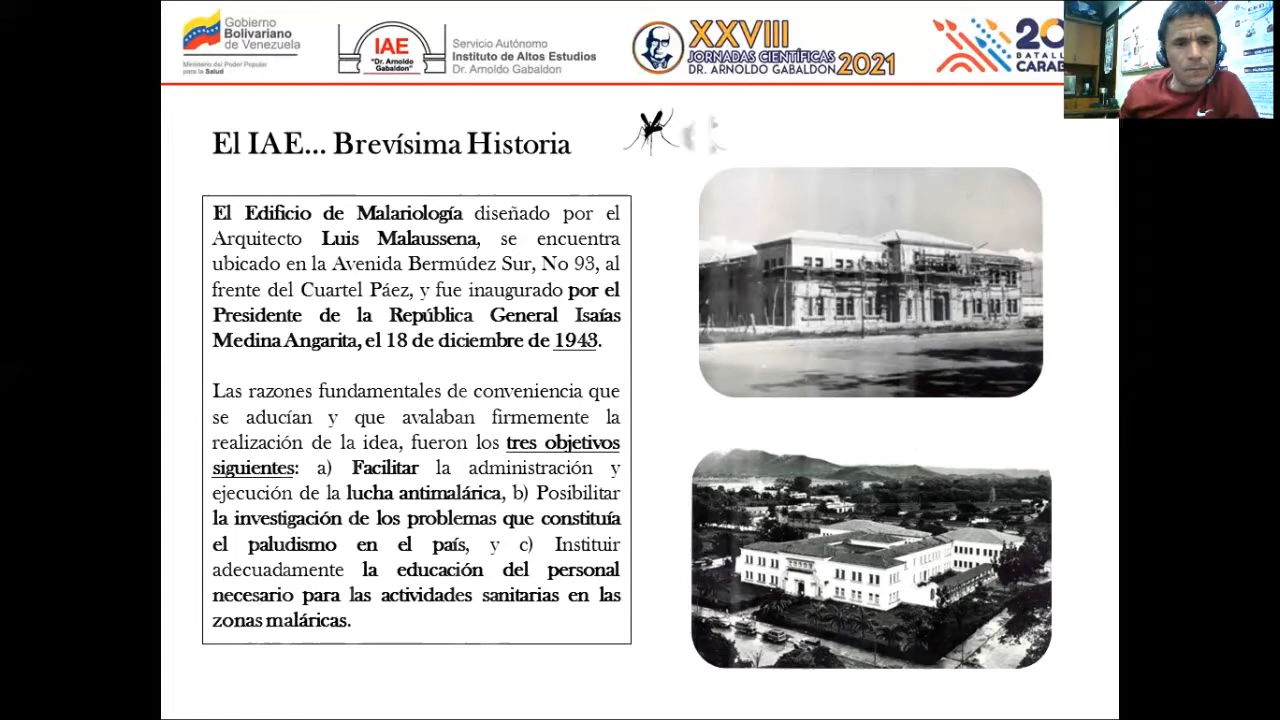 Gobierno
Bolivariano
de Venezuela
Ministerio del Poder Popular
para la Salud
IAE
"Dr. Arnoldo
Gabaldon"
Servicio Autónomo
Instituto de Altos Estudios
Dr. Arnoldo Gabaldon
XXVIII
JORNADAS CIENTÍFICAS
DR. ARNOLDO GABALDON 2021
20
BATALL
CARAB
El IAE... Brevísima Historia
El Edificio de Malariología diseñado por el
Arquitecto Luis Malaussena, se encuentra
ubicado en la Avenida Bermúdez Sur, No 93, al
frente del Cuartel Páez, y fue inaugurado por el
Presidente de la República General Isaías
Medina Angarita, el 18 de diciembre de 1943.
Las razones fundamentales de conveniencia que
se aducían y que avalaban firmemente la
realización de la idea, fueron los tres objetivos
siguientes: a) Facilitar la administración y
ejecución de la lucha antimalárica, b) Posibilitar
la investigación de los problemas que constituía
el paludismo en el país, y c) Instituir
adecuadamente la educación del personal
necesario para las actividades sanitarias en las
zonas maláricas.